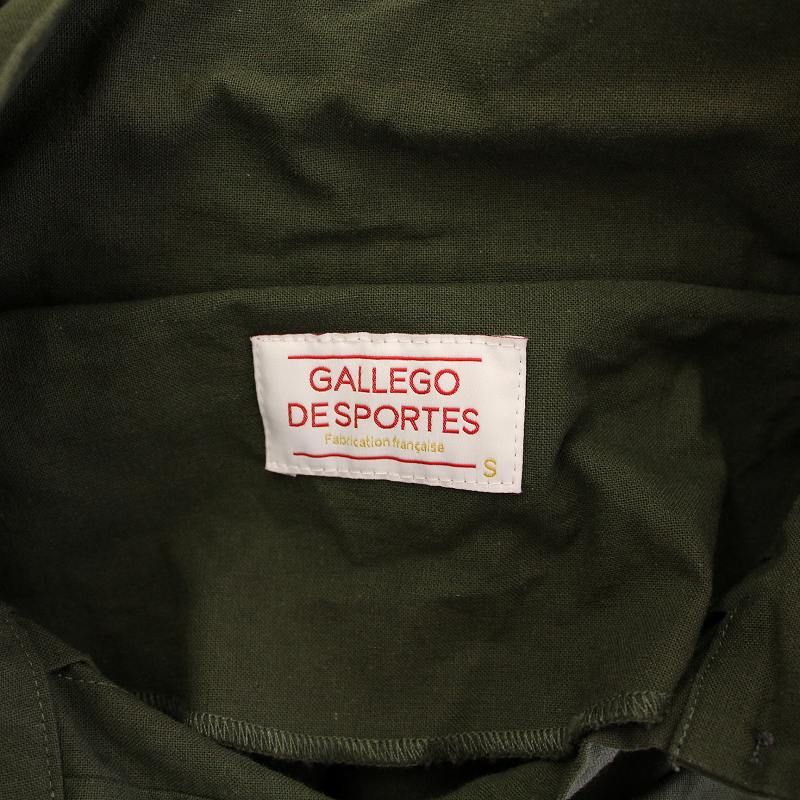 GALLEGO
DESPORTES
Fabrication française
S